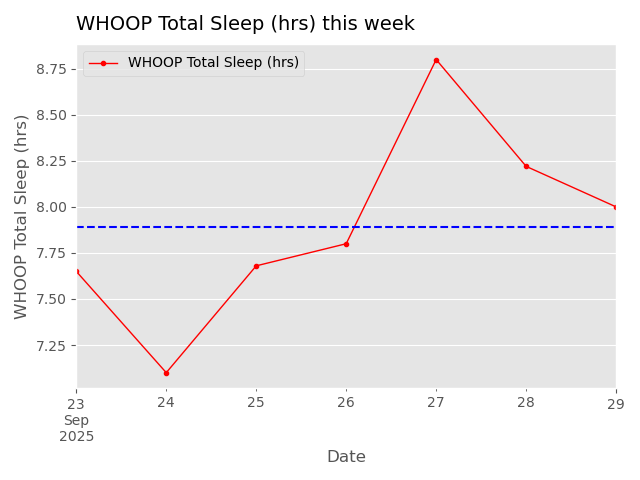 WHOOP Total Sleep (hrs) this week
WHOOP Total Sleep (hrs)
WHOOP Total Sleep (hrs)
8.75
8.50
8.25
8.00
7.75
7.50
7.25
23 24 25 26 27 28 29
Sep
2025
Date